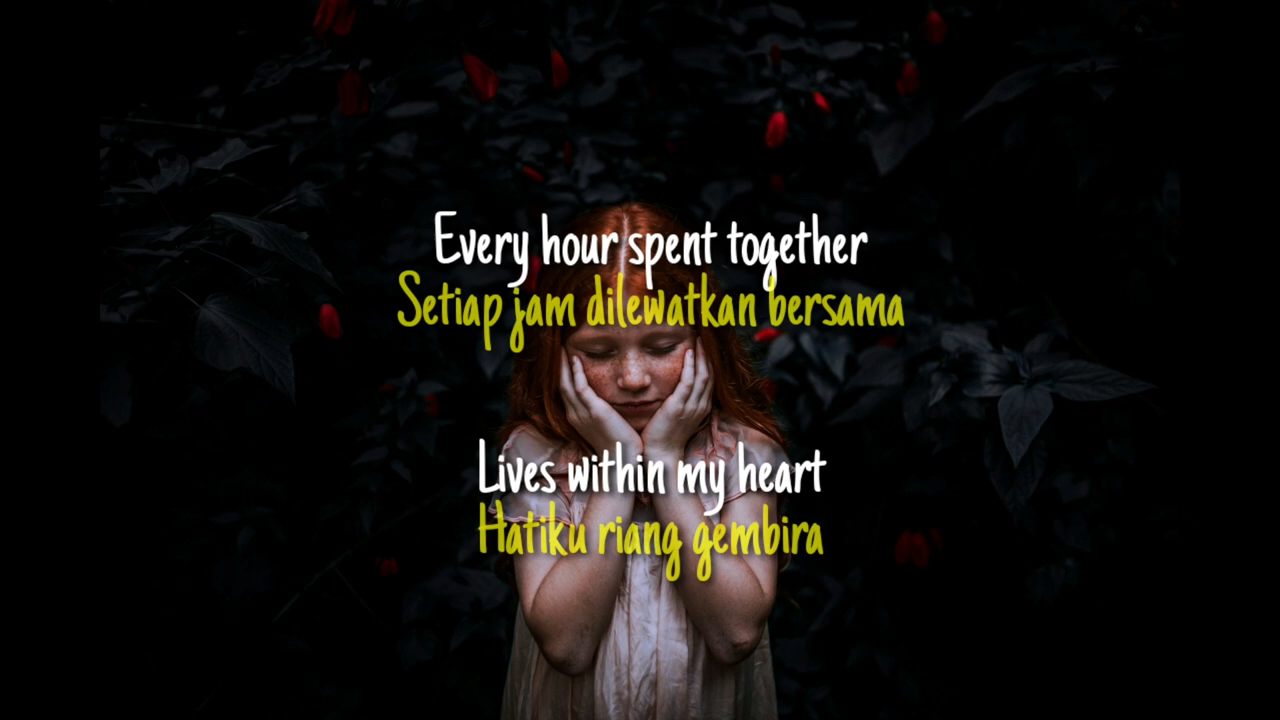 Every hour spent together
Setiap jam dilewatkan bersama
Lives within my heart
Hatiku riang gembira